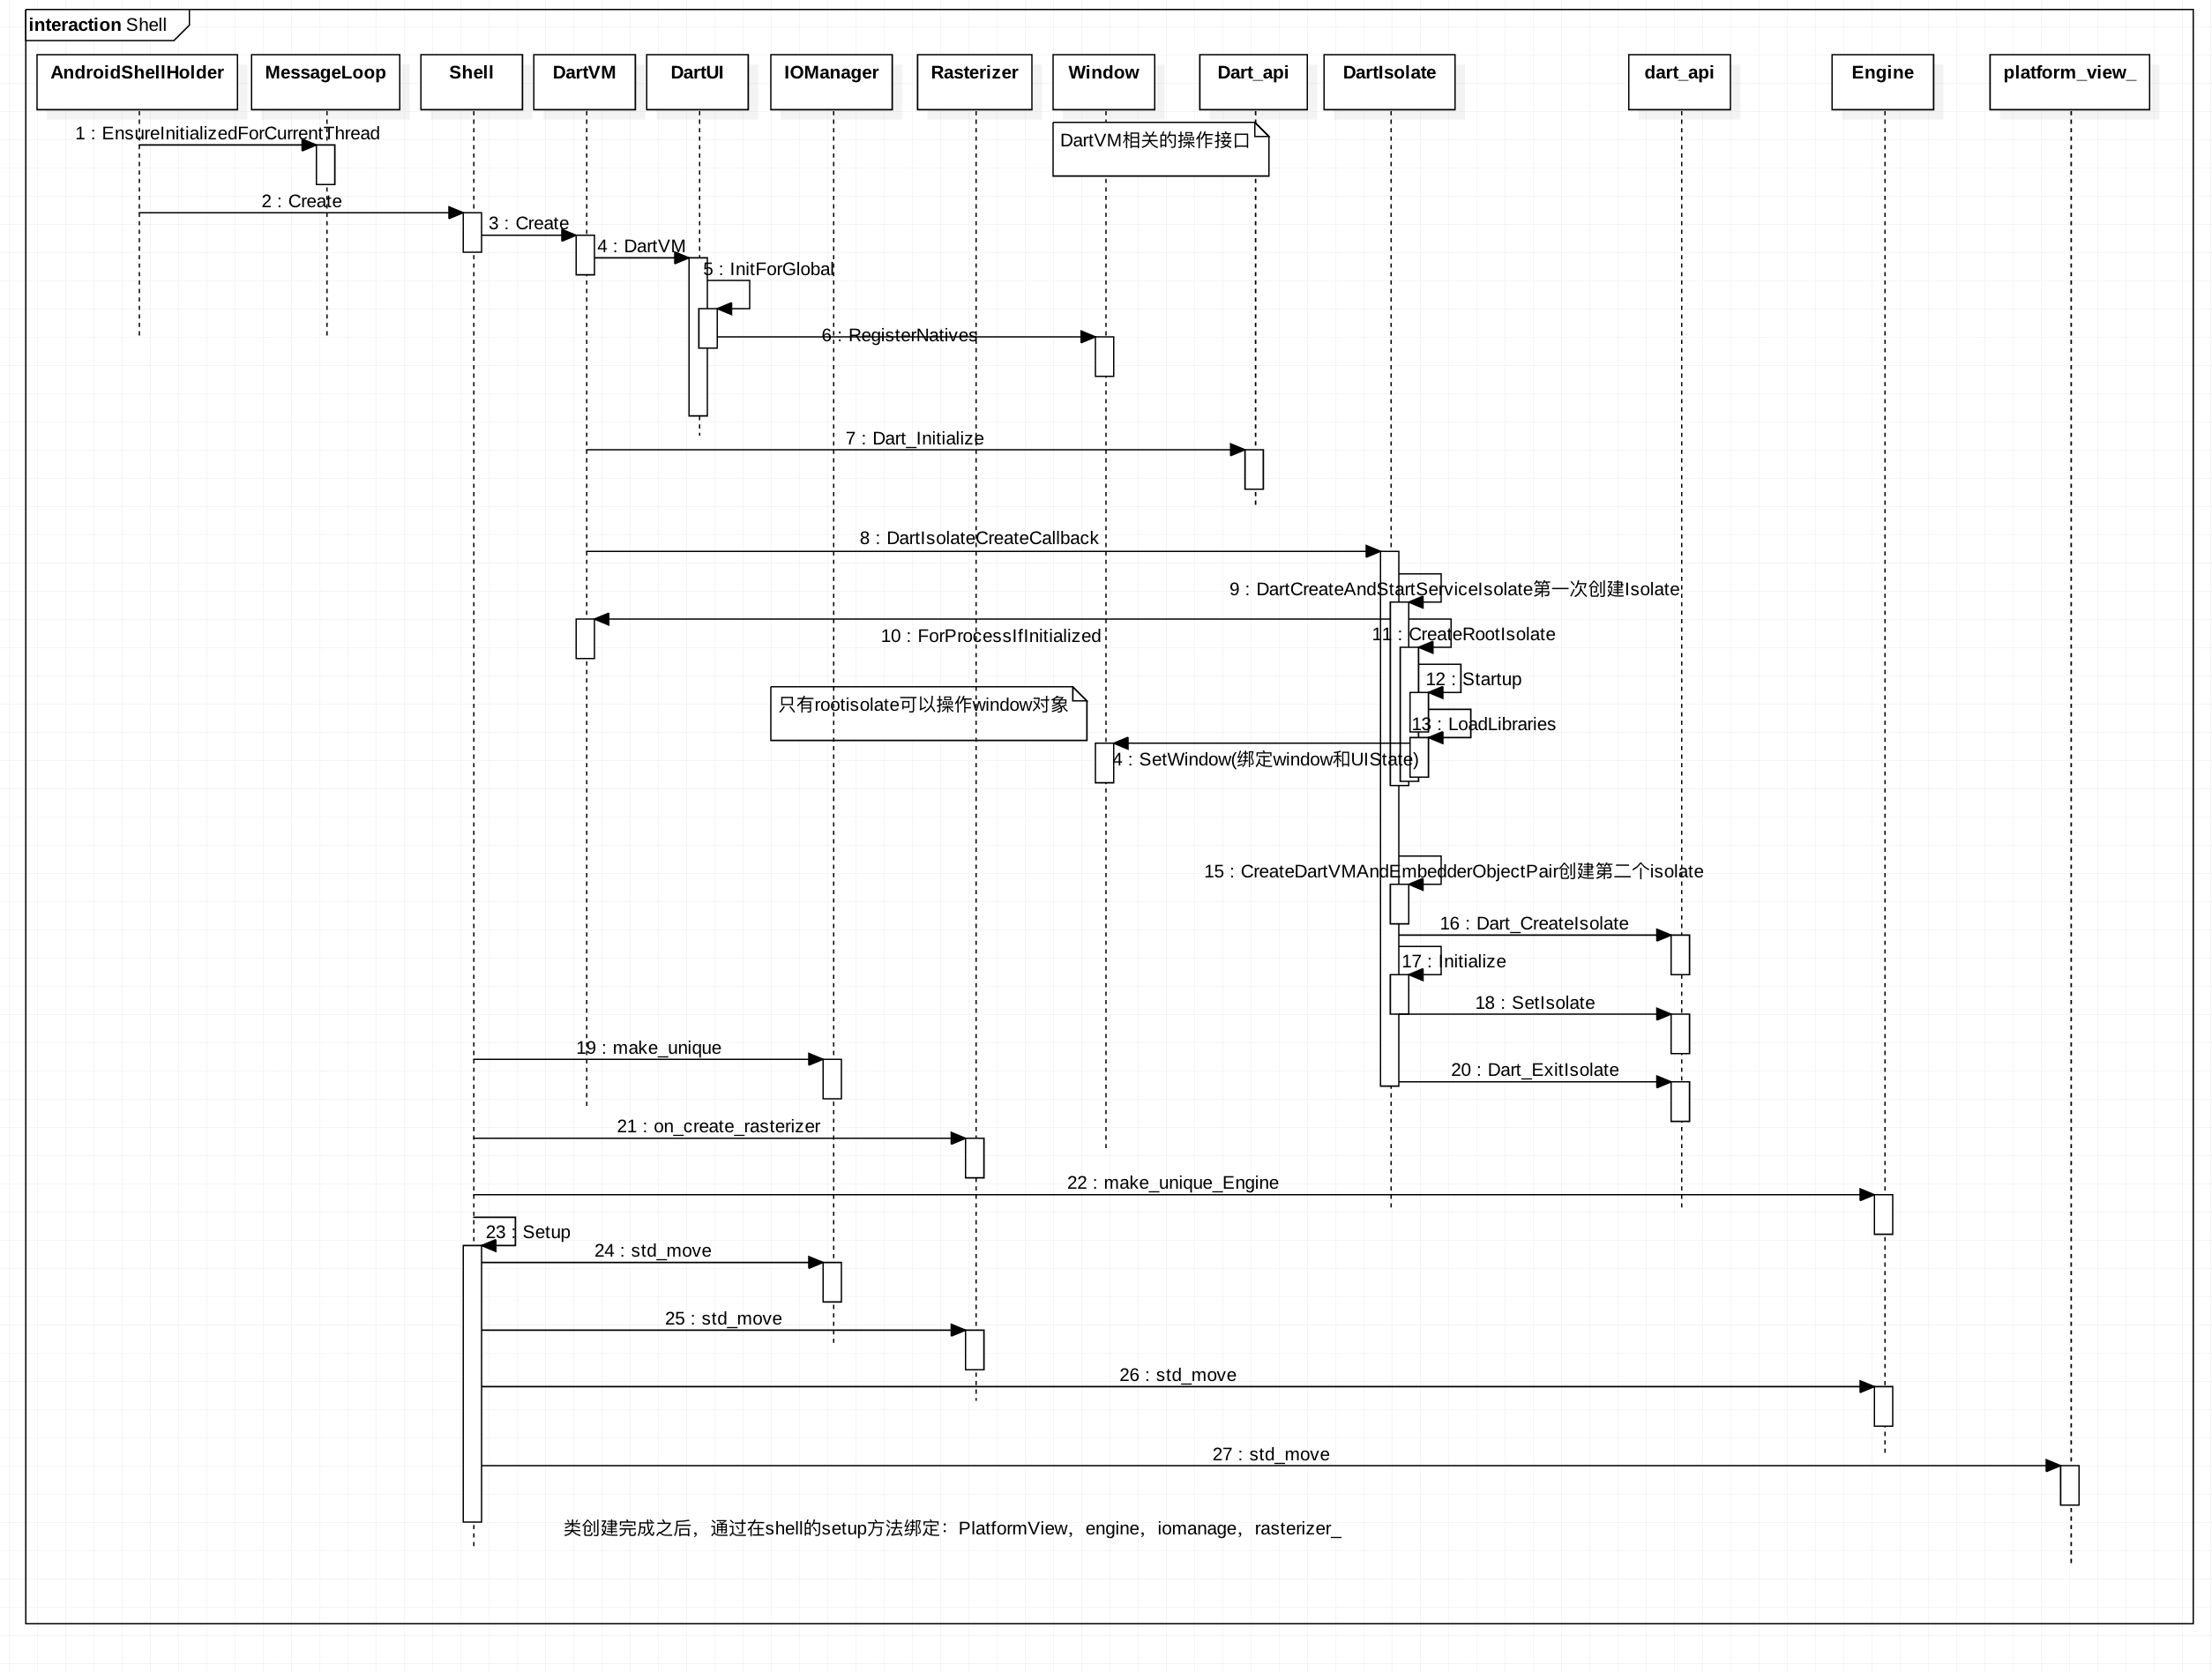 interaction Shell
AndroidShellHolder
MessageLoop
Shell
DartVM
DartUI
IOManager
Rasterizer
Window
Dart_api
DartIsolate
dart_api
Engine
platform_view_
1 : EnsureInitializedForCurrentThread
DartVM相关的操作接口
2 : Create
3 : Create
4 : DartVM
5 : InitForGlobal
6 : RegisterNatives
7 : Dart_Initialize
8 : DartIsolateCreateCallback
9 : DartCreateAndStartServiceIsolate第一次创建Isolate
10 : ForProcessIfInitialized
11 : CreateRootIsolate
12 : Startup
只有rootisolate可以操作window对象
13 : LoadLibraries
4 : SetWindow(绑定window和UIState)
15 : CreateDartVMAndEmbedderObjectPair创建第二个isolate
16 : Dart_CreateIsolate
17 : Initialize
18 : SetIsolate
19 : make_unique
20 : Dart_ExitIsolate
21 : on_create_rasterizer
22 : make_unique_Engine
23 : Setup
24 : std_move
25 : std_move
26 : std_move
27 : std_move
类创建完成之后，通过在shell的setup方法绑定：PlatformView，engine，iomanage，rasterizer_